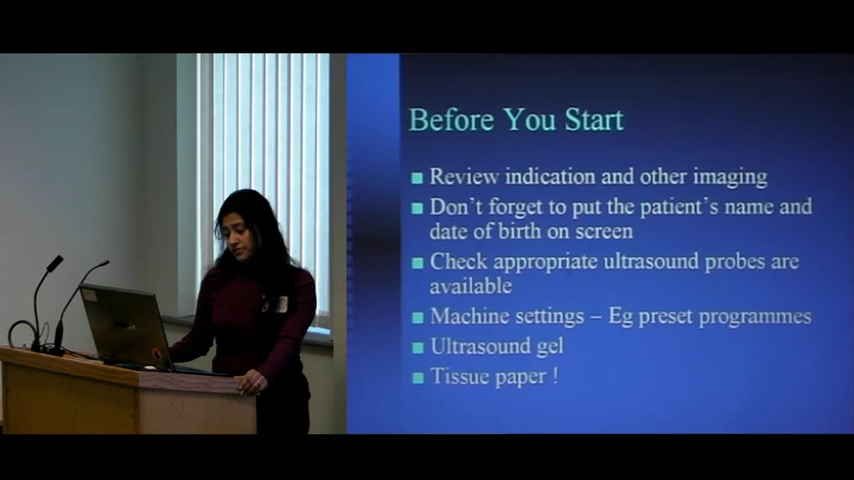 Before You Start
Review indication and other imaging
Don't forget to put the patient's name and
date of birth on screen
Check appropriate ultrasound probes are
available
Machine settings – Eg preset programmes
Ultrasound gel
Tissue paper !